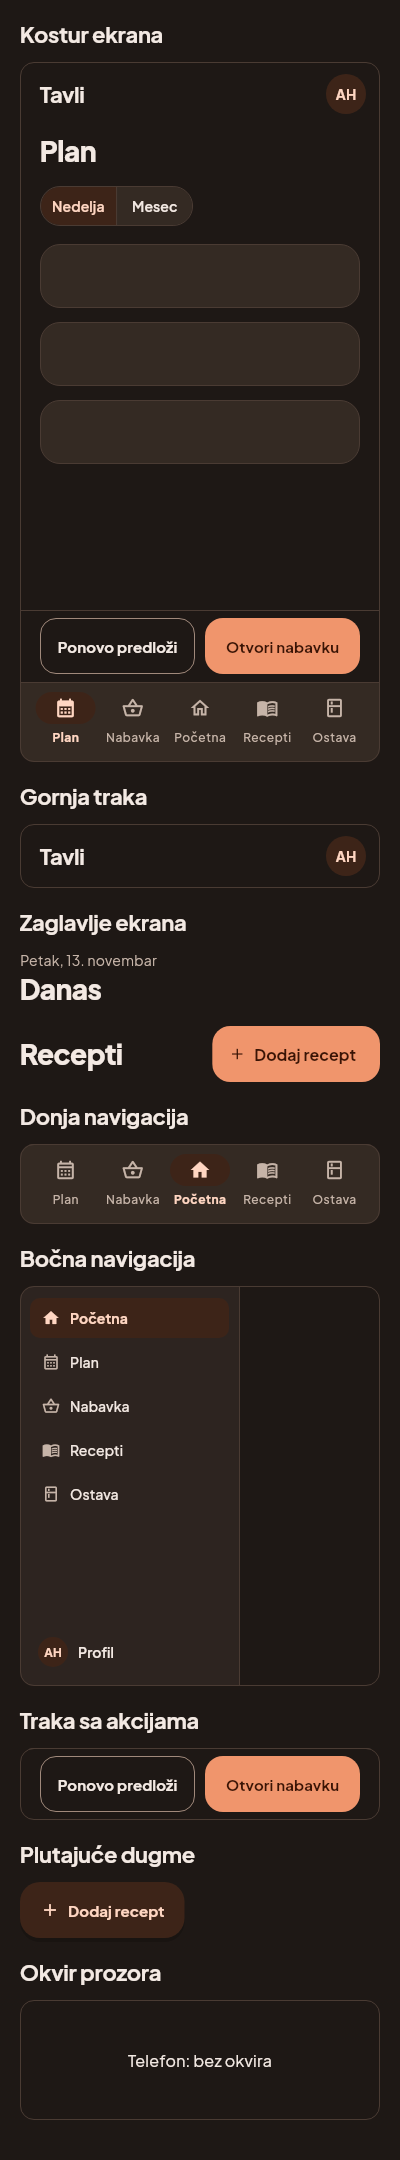 Kostur ekrana
Tavli
AH
Plan
Nedelja
Mesec
Ponovo predloži
Otvori nabavku
Plan
Nabavka
Početna
Recepti
Ostava
Gornja traka
Tavli
AH
Zaglavlje ekrana
Petak, 13. novembar
Danas
Recepti
Dodaj recept
Donja navigacija
Plan
Nabavka
Početna
Recepti
Ostava
Bočna navigacija
Početna
Plan
Nabavka
Recepti
Ostava
AH
Profil
Traka sa akcijama
Ponovo predloži
Otvori nabavku
Plutajuće dugme
Dodaj recept
Okvir prozora
Telefon: bez okvira